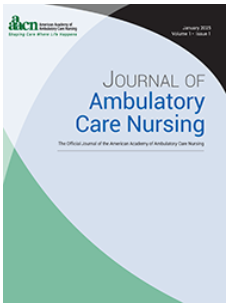 aacn American Academy of
Ambulatory Care Nursing
Shaping Care Where Life Happens
January 2025
Volume 1 – Issue 1
JOURNAL OF
Ambulatory
Care Nursing
The Official Journal of the American Academy of Ambulatory Care Nursing